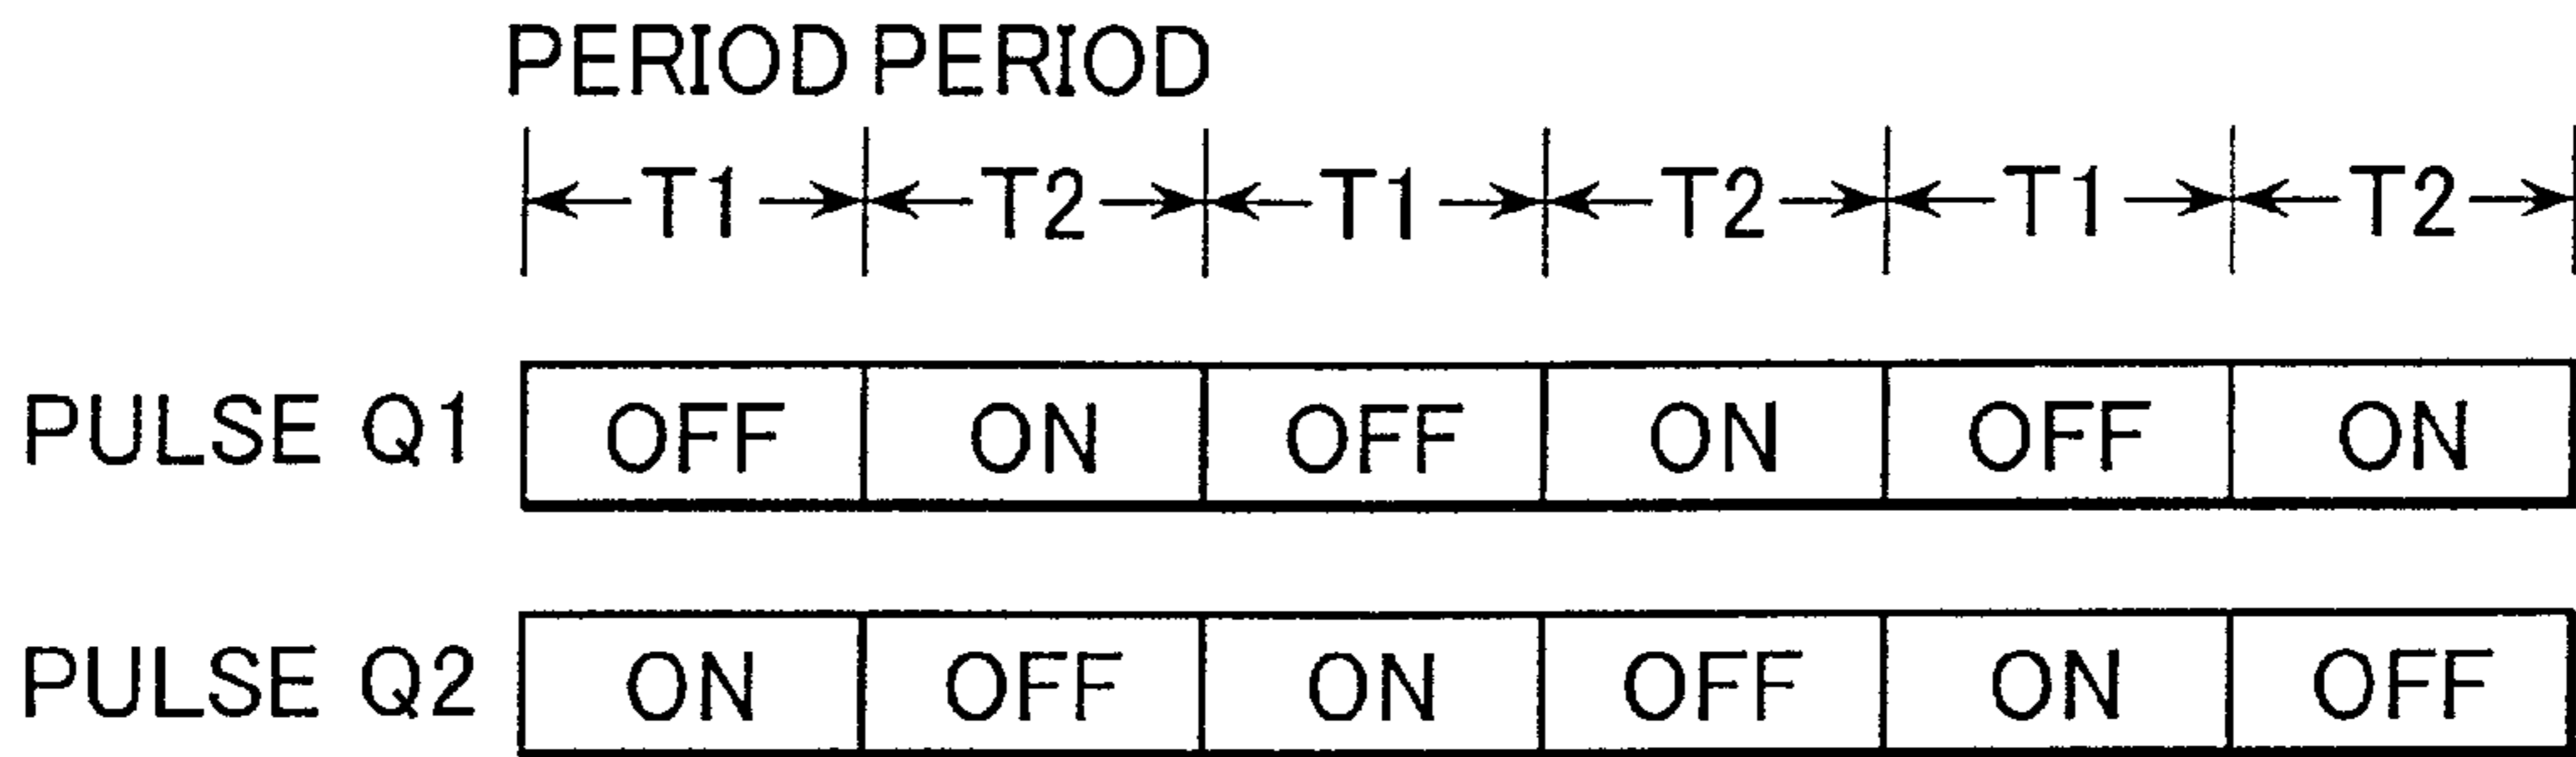 PERIOD PERIOD
T1 T2 T1 T2 T1 T2
PULSE Q1 OFF ON OFF ON OFF ON
PULSE Q2 ON OFF ON OFF ON OFF